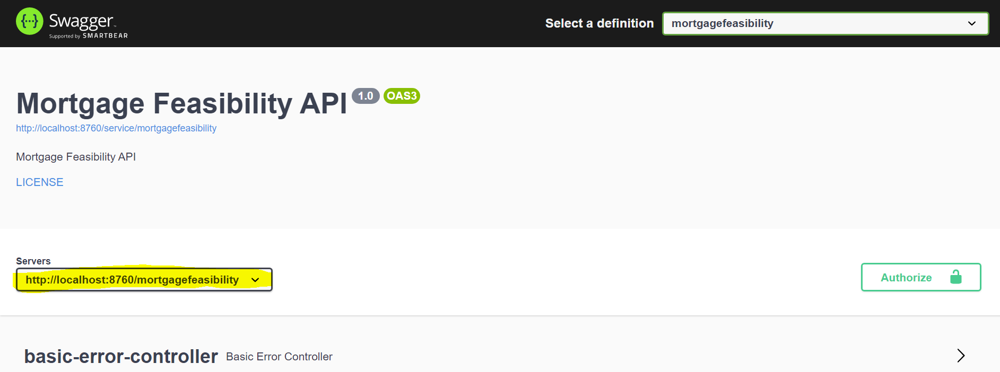 Swagger™
Supported by SMARTBEAR
Select a definition
mortgagefeasibility
Mortgage Feasibility API 1.0 OAS3
http://localhost:8760/service/mortgagefeasibility
Mortgage Feasibility API
LICENSE
Servers
http://localhost:8760/mortgagefeasibility
Authorize
basic-error-controller Basic Error Controller